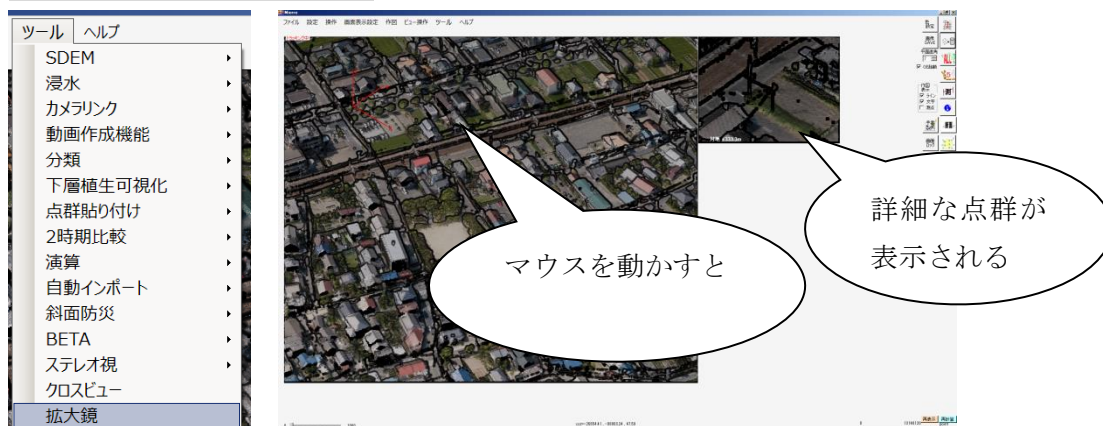 ツール ヘルプ
SDEM
浸水
カメラリンク
動画作成機能
分類
下層植生可視化
点群貼り付け
2時期比較
演算
自動インポート
斜面防災
BETA
ステレオ視
クロスビュー
拡大鏡
ファイル 設定 操作 画面表示設定 作図 ビュー操作 ツール ヘルプ
マウスを動かすと
詳細な点群が
表示される
再表示